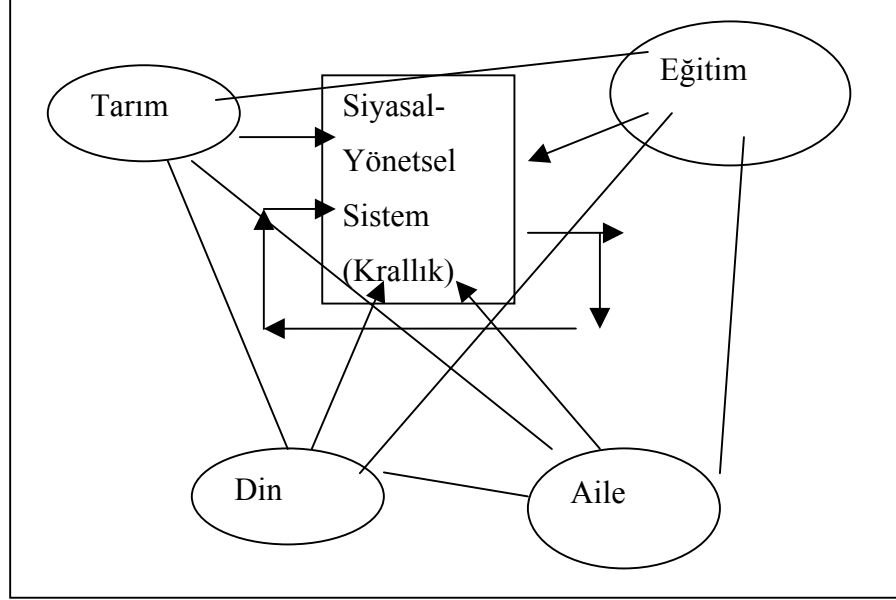 Tarım
Eğitim
Siyasal-
Yönetsel
Sistem
(Krallık)
Din
Aile